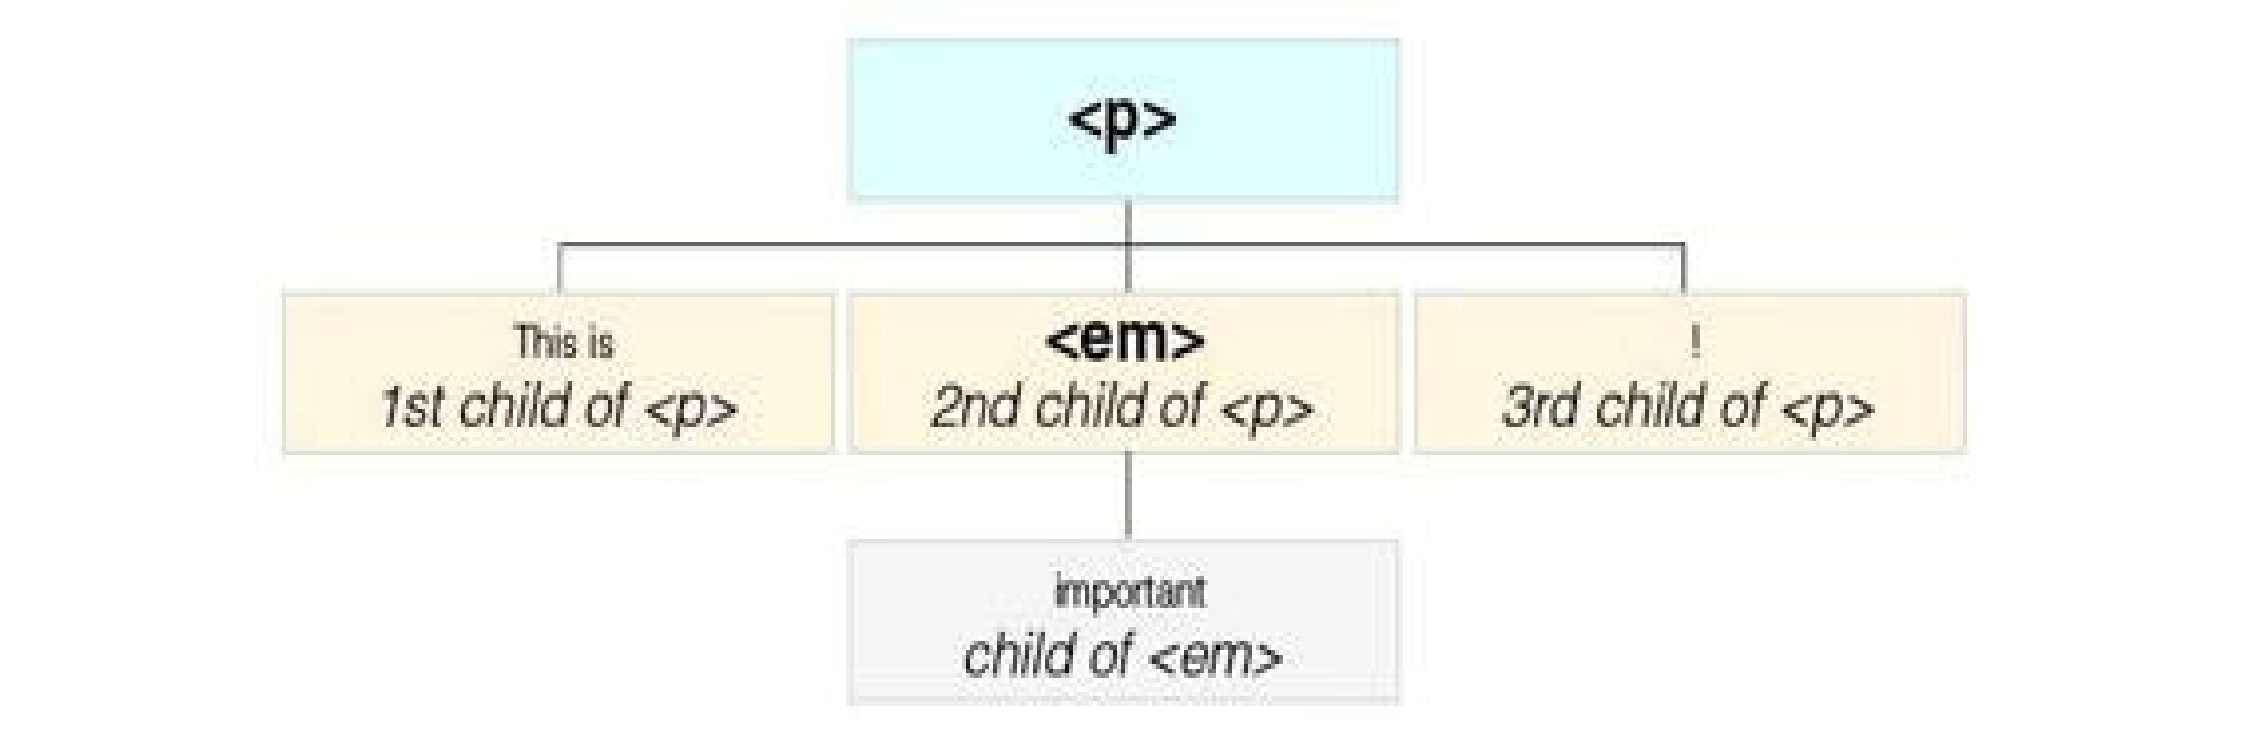 <p>
This is
1st child of <p>
<em>
2nd child of <p>
!
3rd child of <p>
important
child of <em>